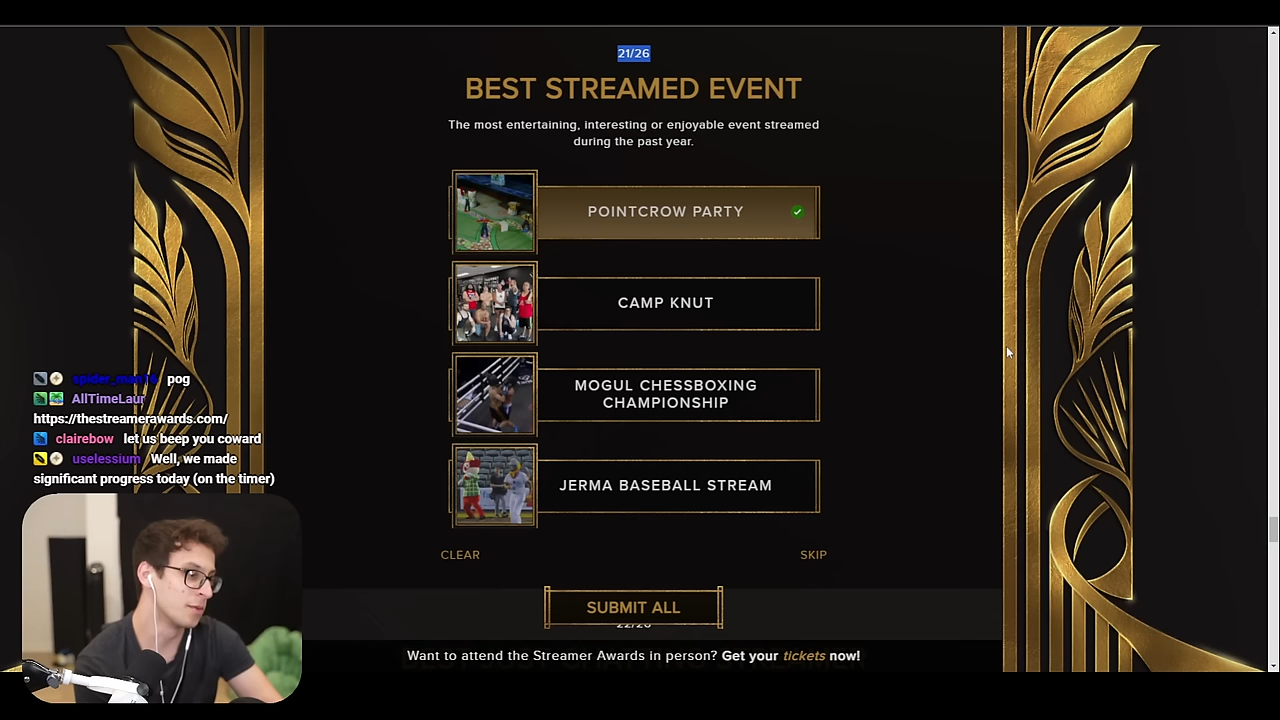 21/26
BEST STREAMED EVENT
The most entertaining, interesting or enjoyable event streamed
during the past year.
POINTCROW PARTY
CAMP KNUT
MOGUL CHESSBOXING
CHAMPIONSHIP
JERMA BASEBALL STREAM
CLEAR
SKIP
SUBMIT ALL
22/26
Want to attend the Streamer Awards in person? Get your tickets now!
pog
AllTimeLaur
https://thestreamerawards.com/
clairebow let us beep you coward
uselessium Well, we made
significant progress today (on the timer)